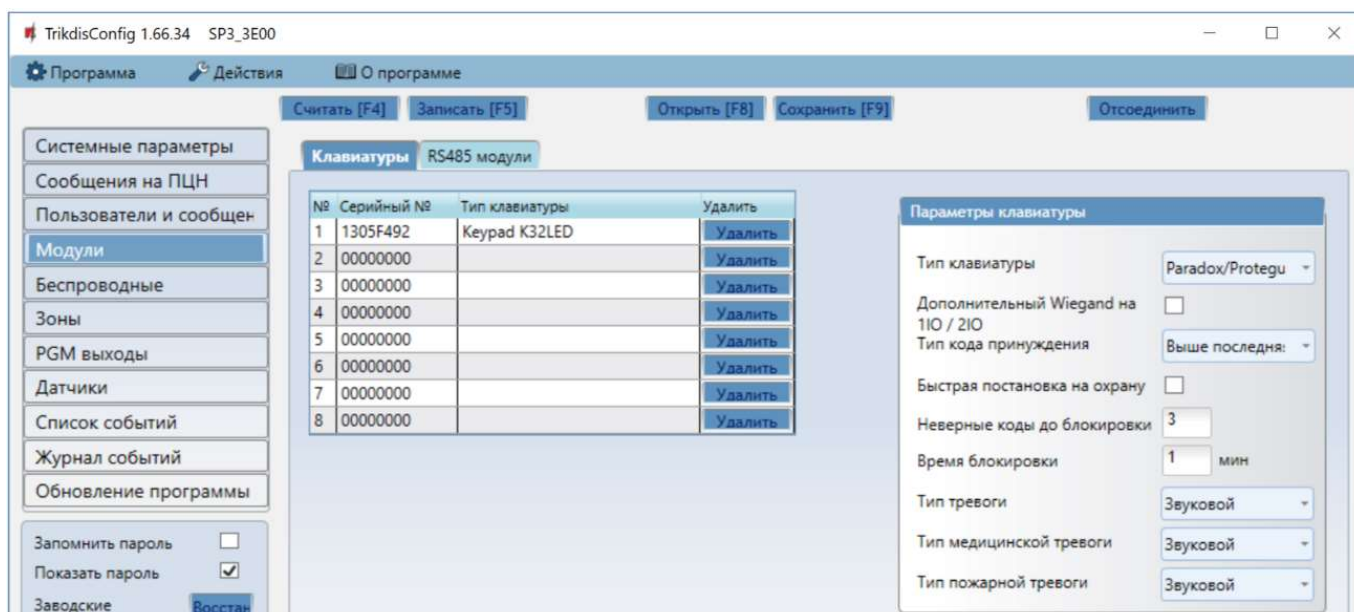 TrikdisConfig 1.66.34 SP3_3E00
Программа Действия О программе
Считать [F4] Записать [F5] Открыть [F8] Сохранить [F9] Отсоединить
Системные параметры
Сообщения на ПЦН
Пользователи и сообщен
Модули
Беспроводные
Зоны
PGM выходы
Датчики
Список событий
Журнал событий
Обновление программы
Запомнить пароль
Показать пароль
Заводские Восстан
Клавиатуры RS485 модули
№ Серийный № Тип клавиатуры Удалить
1 1305F492 Keypad K32LED Удалить
2 00000000 Удалить
3 00000000 Удалить
4 00000000 Удалить
5 00000000 Удалить
6 00000000 Удалить
7 00000000 Удалить
8 00000000 Удалить
Параметры клавиатуры
Тип клавиатуры Paradox/Protegu
Дополнительный Wiegand на
1IO / 2IO
Тип кода принуждения Выше последня:
Быстрая постановка на охрану
Неверные коды до блокировки 3
Время блокировки 1 мин
Тип тревоги Звуковой
Тип медицинской тревоги Звуковой
Тип пожарной тревоги Звуковой